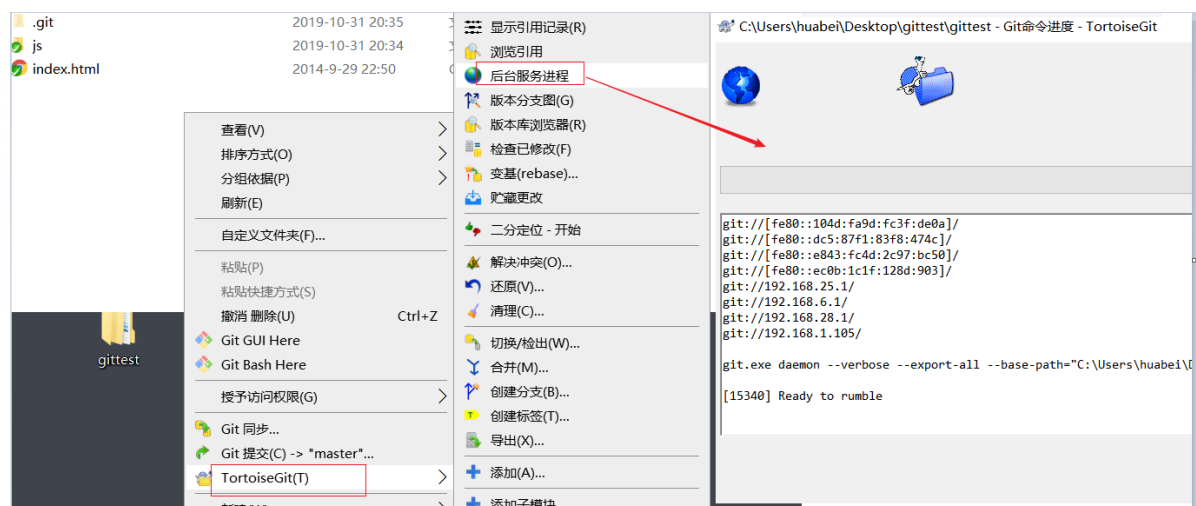 .git
2019-10-31 20:35
js
2019-10-31 20:34
index.html
2014-9-29 22:50
gittest
查看(V)
排序方式(O)
分组依据(P)
刷新(E)
自定义文件夹(F)...
粘贴(P)
粘贴快捷方式(S)
撤消 删除(U)
Ctrl+Z
Git GUI Here
Git Bash Here
授予访问权限(G)
Git 同步...
Git 提交(C) -> "master"...
TortoiseGit(T)
显示引用记录(R)
浏览引用
后台服务进程
版本分支图(G)
版本库浏览器(R)
检查已修改(F)
变基(rebase)...
贮藏更改
二分定位 - 开始
解决冲突(O)...
还原(V)...
清理(C)...
切换/检出(W)...
合并(M)...
创建分支(B)...
创建标签(T)...
导出(X)...
添加(A)...
添加子模块
C:\Users\huabei\Desktop\gittest\gittest - Git命令进度 - TortoiseGit
git://[fe80::104d:fa9d:fc3f:de0a]/
git://[fe80::dc5:87f1:83f8:474c]/
git://[fe80::e843:fc4d:2c97:bc50]/
git://[fe80::ec0b:1c1f:128d:903]/
git://192.168.25.1/
git://192.168.6.1/
git://192.168.28.1/
git://192.168.1.105/
git.exe daemon --verbose --export-all --base-path="C:\Users\huabei\D
[15340] Ready to rumble